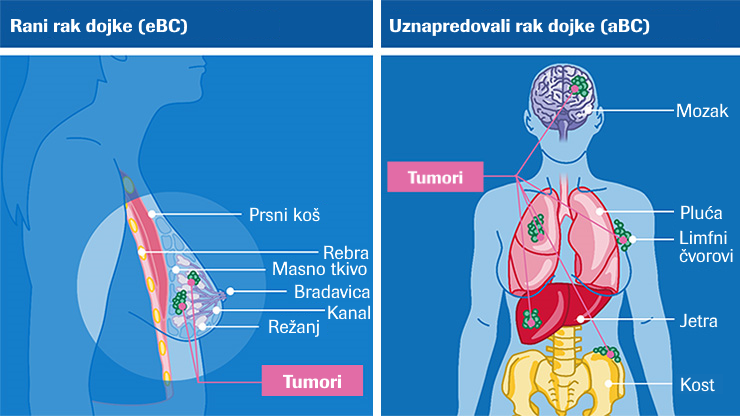 Rani rak dojke (eBC)
Prsni koš
Rebra
Masno tkivo
Bradavica
Kanal
Režanj
Tumori
Uznapredovali rak dojke (aBC)
Mozak
Tumori
Pluća
Limfni
čvorovi
Jetra
Kost